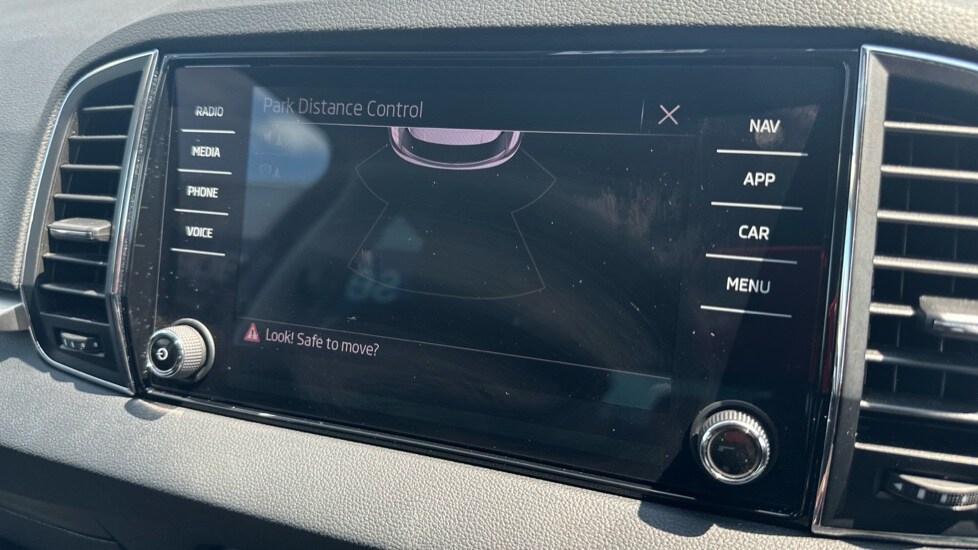 Park Distance Control
RADIO
MEDIA
PHONE
VOICE
NAV
APP
CAR
MENU
Look! Safe to move?